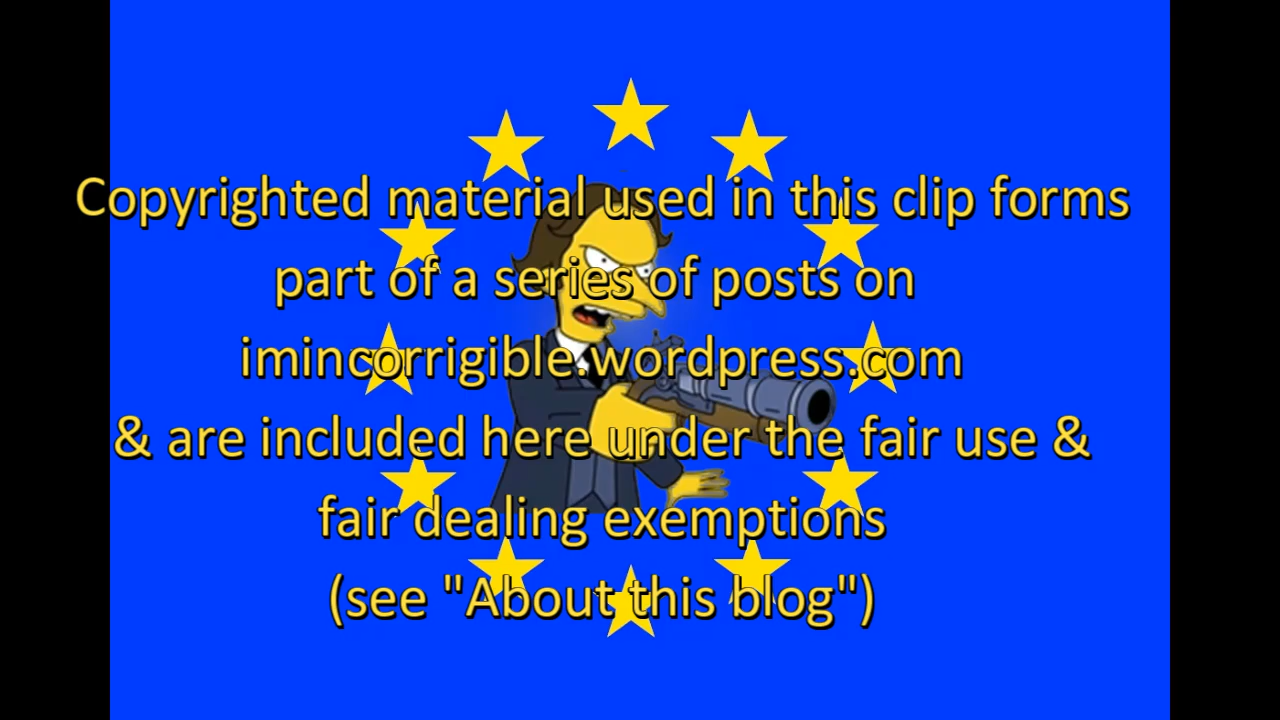 Copyrighted material used in this clip forms
part of a series of posts on
imincorrigible.wordpress.com
& are included here under the fair use &
fair dealing exemptions
(see "About this blog")